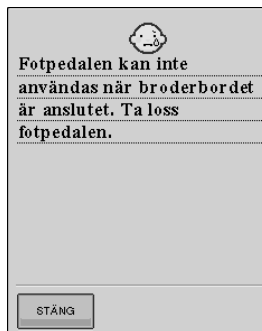 Fotpedalen kan inte
användas när broderbordet
är anslutet. Ta loss
fotpedalen.
STÄNG